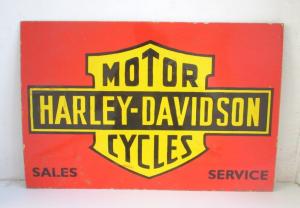 MOTOR
HARLEY-DAVIDSON
CYCLES
SALES SERVICE